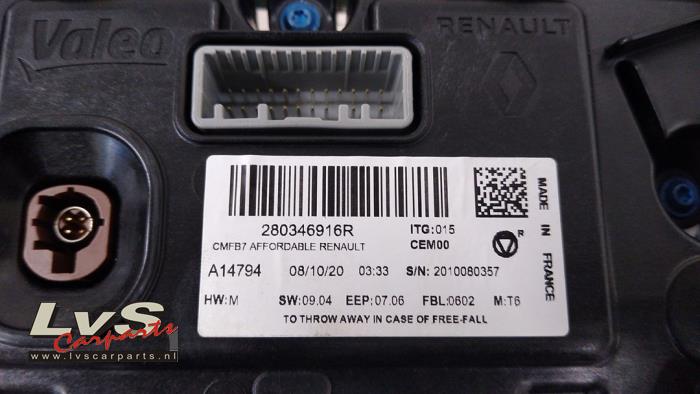 Valeo
RENAULT
280346916R
ITG:015
CMFB7 AFFORDABLE RENAULT
CEM00
R
A14794 08/10/20 03:33 S/N: 2010080357
HW:M SW:09.04 EEP:07.06 FBL:0602 M:T6
TO THROW AWAY IN CASE OF FREE-FALL
MADE IN FRANCE
LvS
Carparts
www.lvscarparts.nl